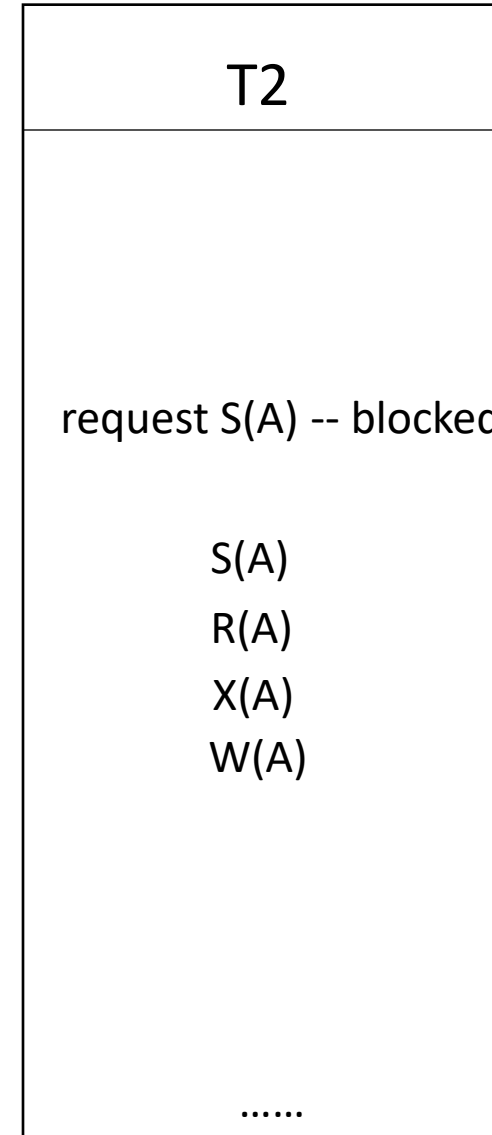 T2
request S(A) -- blocked
S(A)
R(A)
X(A)
W(A)
......